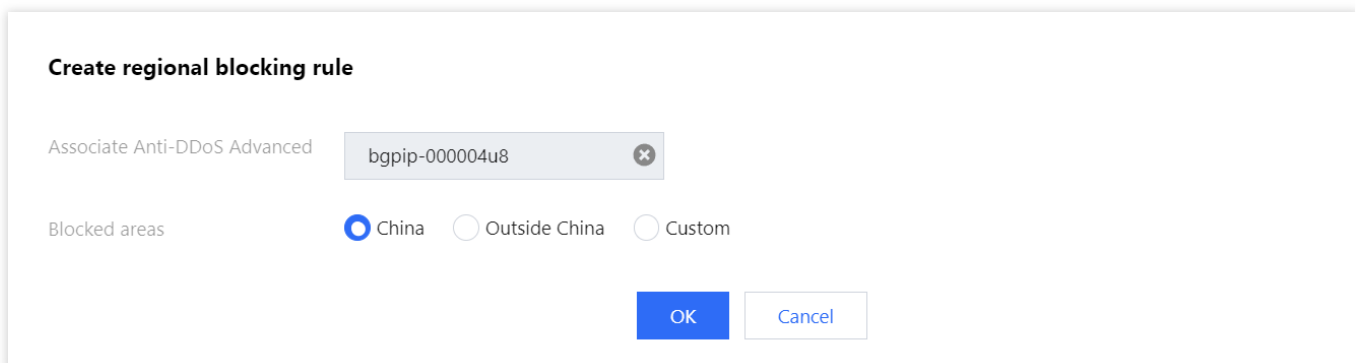 Create regional blocking rule
Associate Anti-DDoS Advanced bgpip-000004u8
Blocked areas China Outside China Custom
OK Cancel